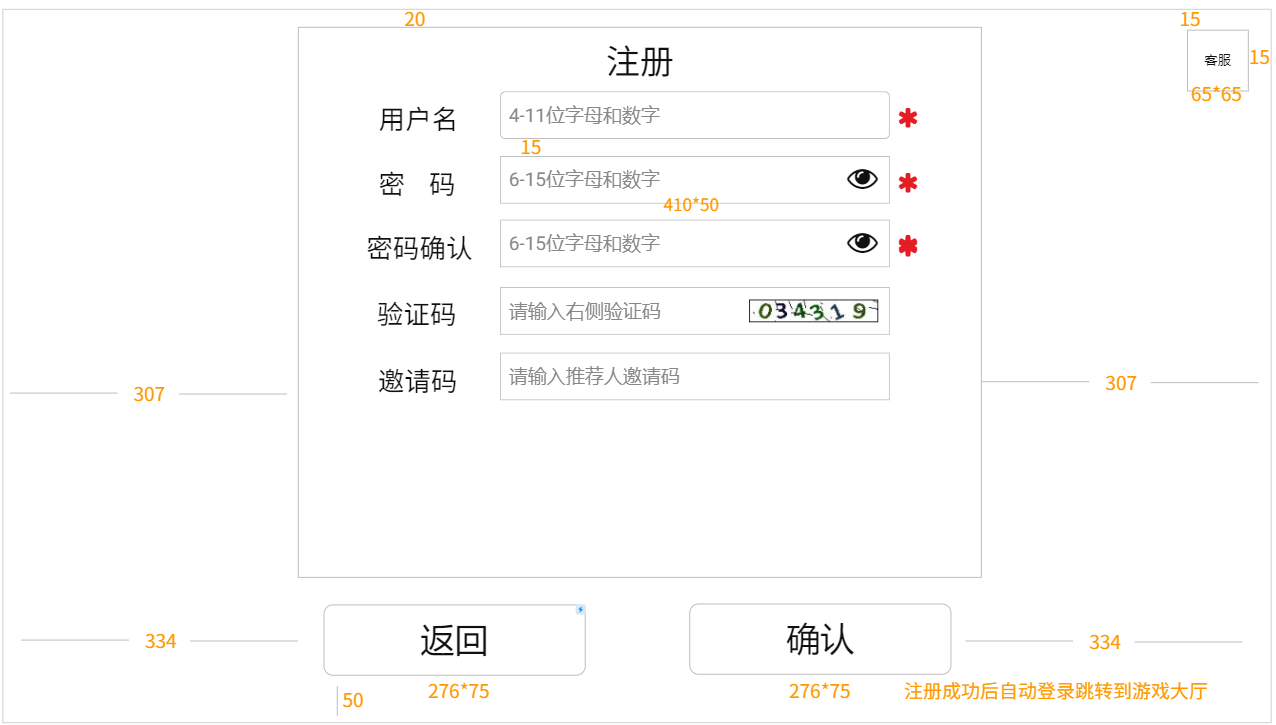 20
15
注册
客服
15
65*65
用户名
4-11位字母和数字
15
密 码
6-15位字母和数字
410*50
密码确认
6-15位字母和数字
验证码
请输入右侧验证码
034319
邀请码
请输入推荐人邀请码
307
307
334
返回
确认
334
276*75
276*75
注册成功后自动登录跳转到游戏大厅
50